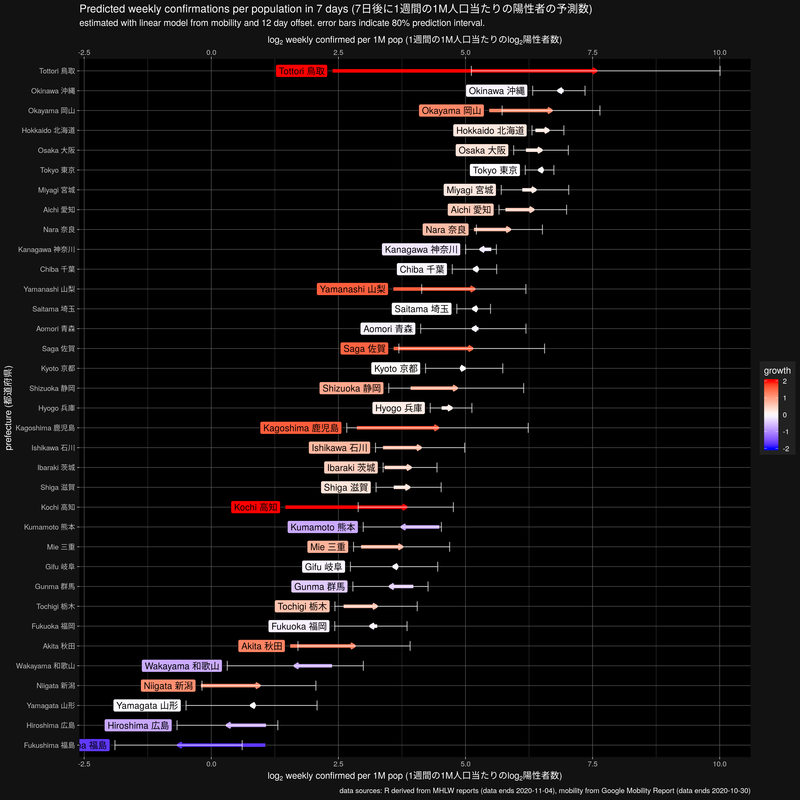 Predicted weekly confirmations per population in 7 days (7日後に1週間の1M人口当たりの陽性者の予測数)
estimated with linear model from mobility and 12 day offset. error bars indicate 80% prediction interval.
log2 weekly confirmed per 1M pop (1週間の1M人口当たりのlog2陽性者数)
-2.5 0.0 2.5 5.0 7.5 10.0
Tottori 鳥取 Tottori 鳥取
Okinawa 沖縄 Okinawa 沖縄
Okayama 岡山 Okayama 岡山
Hokkaido 北海道 Hokkaido 北海道
Osaka 大阪 Osaka 大阪
Tokyo 東京 Tokyo 東京
Miyagi 宮城 Miyagi 宮城
Aichi 愛知 Aichi 愛知
Nara 奈良 Nara 奈良
Kanagawa 神奈川 Kanagawa 神奈川
Chiba 千葉 Chiba 千葉
Yamanashi 山梨 Yamanashi 山梨
Saitama 埼玉 Saitama 埼玉
Aomori 青森 Aomori 青森
Saga 佐賀 Saga 佐賀
Kyoto 京都 Kyoto 京都
Shizuoka 静岡 Shizuoka 静岡
Hyogo 兵庫 Hyogo 兵庫
Kagoshima 鹿児島 Kagoshima 鹿児島
Ishikawa 石川 Ishikawa 石川
Ibaraki 茨城 Ibaraki 茨城
Shiga 滋賀 Shiga 滋賀
Kochi 高知 Kochi 高知
Kumamoto 熊本 Kumamoto 熊本
Mie 三重 Mie 三重
Gifu 岐阜 Gifu 岐阜
Gunma 群馬 Gunma 群馬
Tochigi 栃木 Tochigi 栃木
Fukuoka 福岡 Fukuoka 福岡
Akita 秋田 Akita 秋田
Wakayama 和歌山 Wakayama 和歌山
Niigata 新潟 Niigata 新潟
Yamagata 山形 Yamagata 山形
Hiroshima 広島 Hiroshima 広島
Fukushima 福島 a 福島
-2.5 0.0 2.5 5.0 7.5 10.0
log2 weekly confirmed per 1M pop (1週間の1M人口当たりのlog2陽性者数)
prefecture (都道府県)
growth
2
1
0
-1
-2
data sources: R derived from MHLW reports (data ends 2020-11-04), mobility from Google Mobility Report (data ends 2020-10-30)